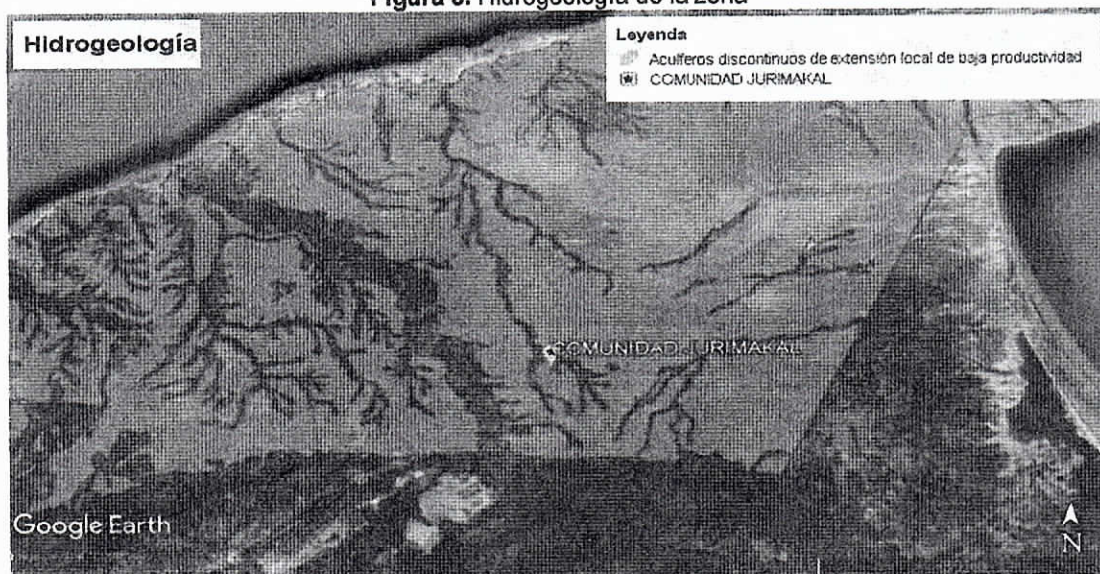 Figura 3. Hidrogeología de la zona
Hidrogeología
Leyenda
Acuíferos discontinuos de extensión local de baja productividad
COMUNIDAD JURIMAKAL
COMUNIDAD JURIMAKAL
Google Earth
N